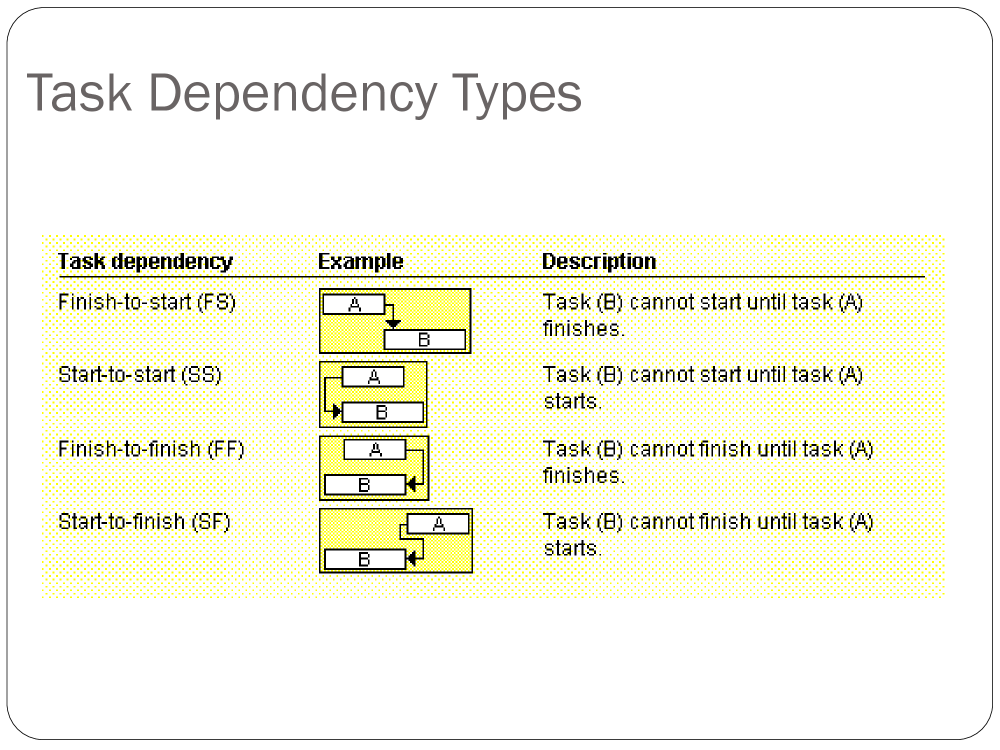 Task Dependency Types
Task dependency Example Description
Finish-to-start (FS) A B Task (B) cannot start until task (A)
finishes.
Start-to-start (SS) A B Task (B) cannot start until task (A)
starts.
Finish-to-finish (FF) A B Task (B) cannot finish until task (A)
finishes.
Start-to-finish (SF) A B Task (B) cannot finish until task (A)
starts.